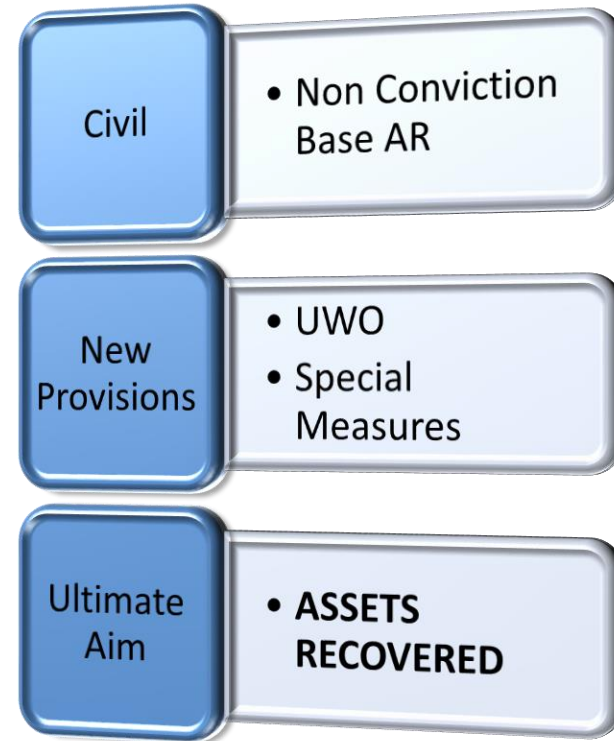 Civil
• Non Conviction
Base AR
New
Provisions
• UWO
• Special
Measures
Ultimate
Aim
• ASSETS
RECOVERED